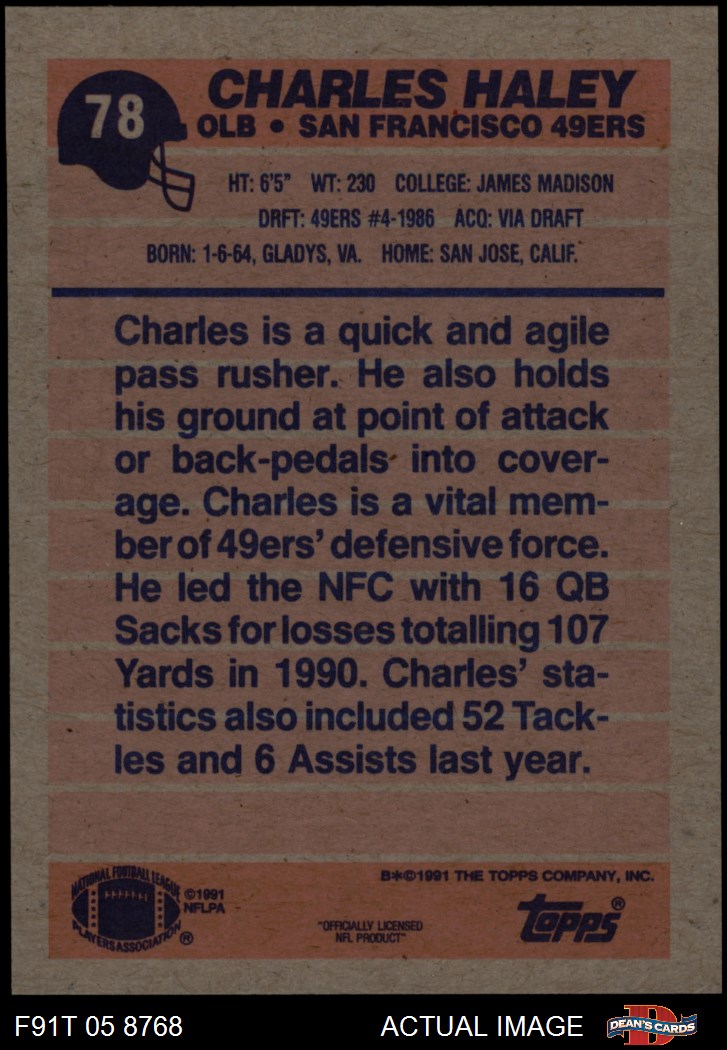 78
CHARLES HALEY
OLB • SAN FRANCISCO 49ERS
HT: 6'5" WT: 230 COLLEGE: JAMES MADISON
DRFT: 49ERS #4-1986 ACQ: VIA DRAFT
BORN: 1-6-64, GLADYS, VA. HOME: SAN JOSE, CALIF.
Charles is a quick and agile
pass rusher. He also holds
his ground at point of attack
or back-pedals into cover-
age. Charles is a vital mem-
ber of 49ers' defensive force.
He led the NFC with 16 QB
Sacks for losses totalling 107
Yards in 1990. Charles' sta-
tistics also included 52 Tack-
les and 6 Assists last year.
B*©1991 THE TOPPS COMPANY, INC.
NATIONAL FOOTBALL LEAGUE
PLAYERS ASSOCIATION ®
©1991
NFLPA
"OFFICIALLY LICENSED
NFL PRODUCT"
topps®
F91T 05 8768
ACTUAL IMAGE
D
DEAN'S CARDS